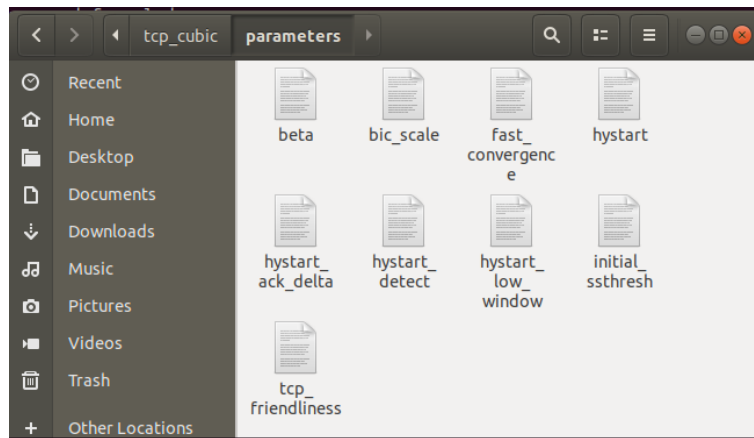 tcp_cubic parameters
Recent
Home
Desktop
Documents
Downloads
Music
Pictures
Videos
Trash
Other Locations
beta
bic_scale
fast_
convergenc
e
hystart
hystart_
ack_delta
hystart_
detect
hystart_
low_
window
initial_
ssthresh
tcp_
friendliness